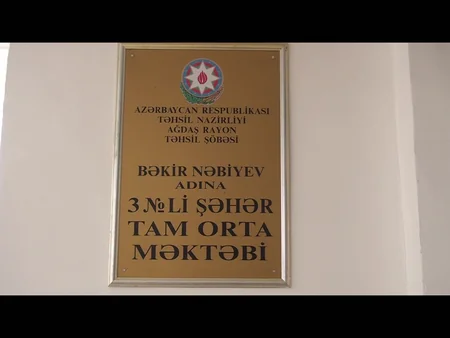 AZƏRBAYCAN RESPUBLİKASI
TƏHSİL NAZİRLİYİ
AĞDAŞ RAYON
TƏHSİL ŞÖBƏSİ
BƏKİR NƏBİYEV
ADINA
3 №Lİ ŞƏHƏR
TAM ORTA
MƏKTƏBİ